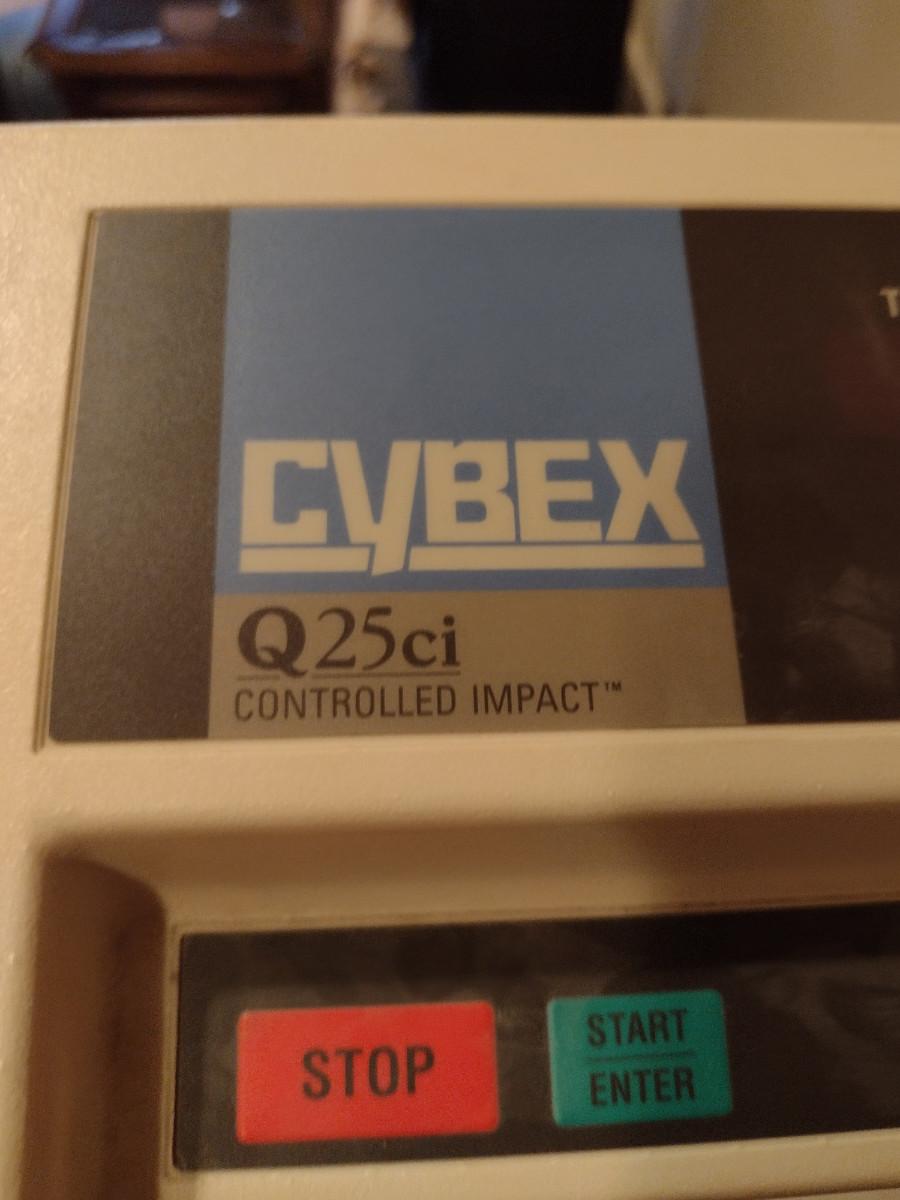 CYBEX
Q25ci
CONTROLLED IMPACT™
STOP
START
ENTER